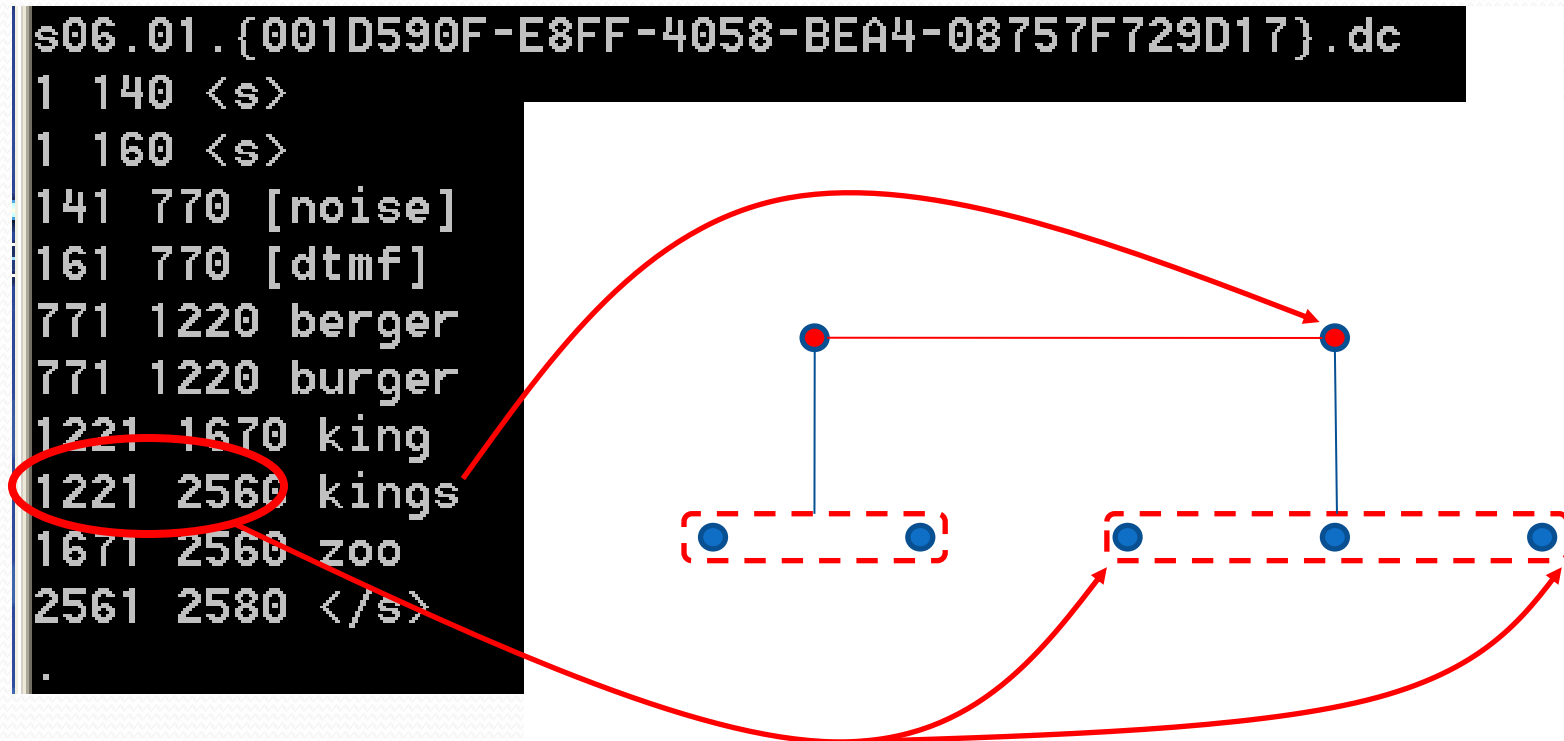 s06.01.{001D590F-E8FF-4058-BEA4-08757F729D17}.dc
1 140 <s>
1 160 <s>
141 770 [noise]
161 770 [dtmf]
771 1220 berger
771 1220 burger
1221 1670 king
1221 2560 kings
1671 2560 zoo
2561 2580 </s>
.